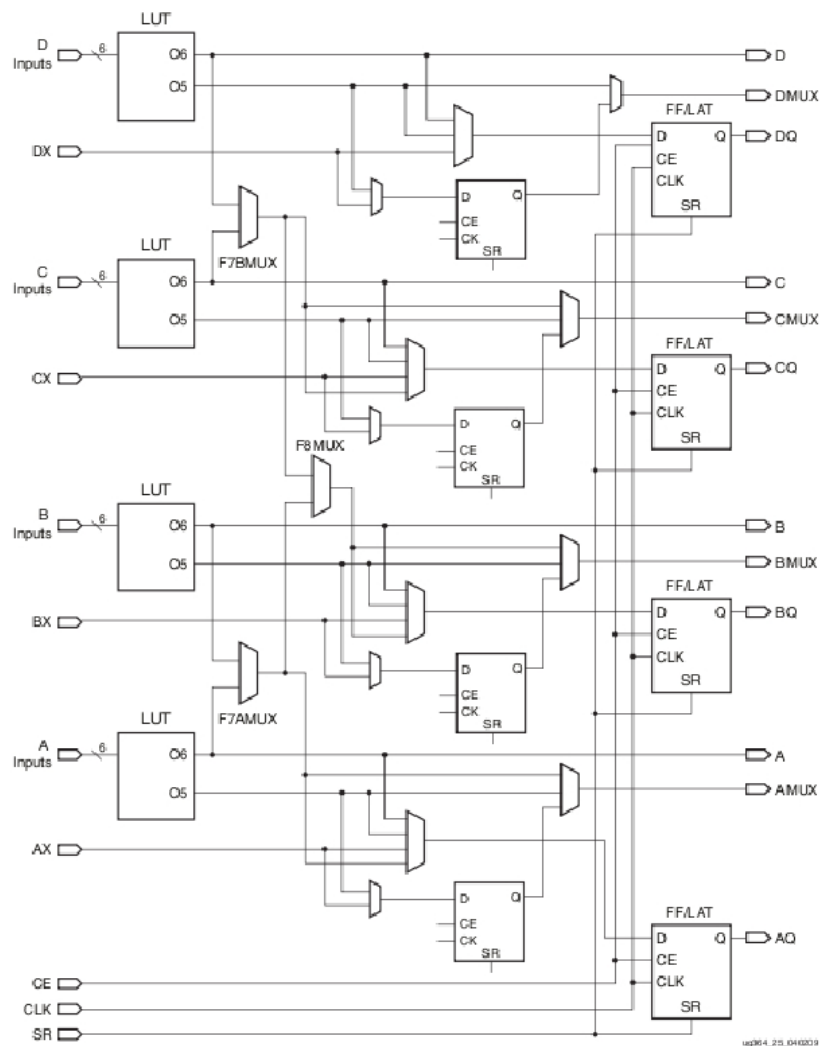 LUT
D
Inputs
6
O6
O5
D
DMUX
DX
FF/LAT
D Q
CE
CLK
SR
DQ
D Q
CE
CK
SR
F7BMUX
LUT
C
Inputs
6
O6
O5
C
CMUX
CX
FF/LAT
D Q
CE
CLK
SR
CQ
D Q
CE
CK
SR
F8MUX
LUT
B
Inputs
6
O6
O5
B
BMUX
BX
FF/LAT
D Q
CE
CLK
SR
BQ
D Q
CE
CK
SR
F7AMUX
LUT
A
Inputs
6
O6
O5
A
AMUX
AX
D Q
CE
CK
SR
FF/LAT
D Q
CE
CLK
SR
AQ
CE
CLK
SR
ug364_25_040209